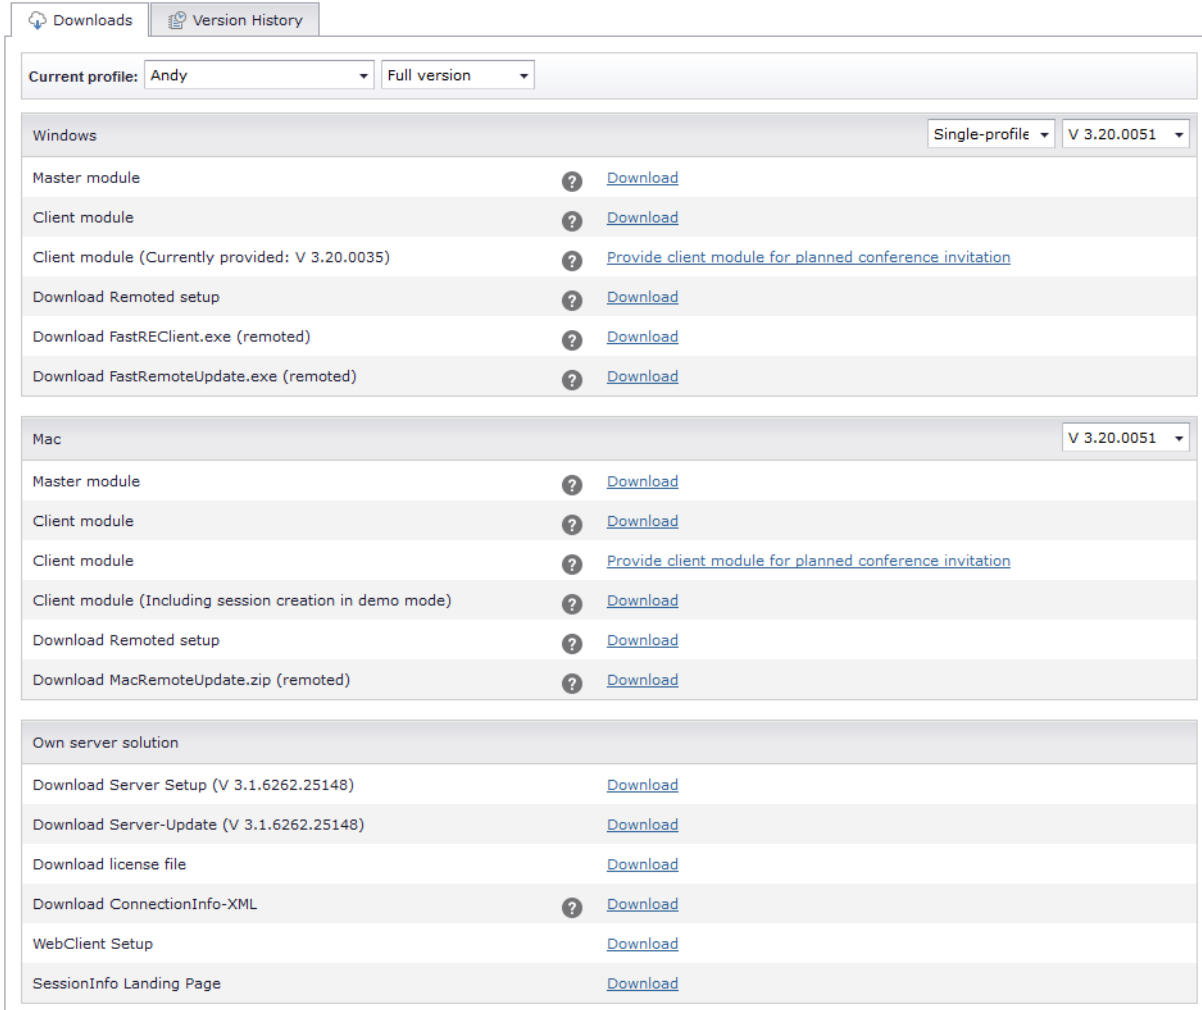 Downloads Version History
Current profile: Andy Full version
Windows Single-profile V 3.20.0051
Master module ? Download
Client module ? Download
Client module (Currently provided: V 3.20.0035) ? Provide client module for planned conference invitation
Download Remoted setup ? Download
Download FastREClient.exe (remoted) ? Download
Download FastRemoteUpdate.exe (remoted) ? Download
Mac V 3.20.0051
Master module ? Download
Client module ? Download
Client module ? Provide client module for planned conference invitation
Client module (Including session creation in demo mode) ? Download
Download Remoted setup ? Download
Download MacRemoteUpdate.zip (remoted) ? Download
Own server solution
Download Server Setup (V 3.1.6262.25148) Download
Download Server-Update (V 3.1.6262.25148) Download
Download license file Download
Download ConnectionInfo-XML ? Download
WebClient Setup Download
SessionInfo Landing Page Download